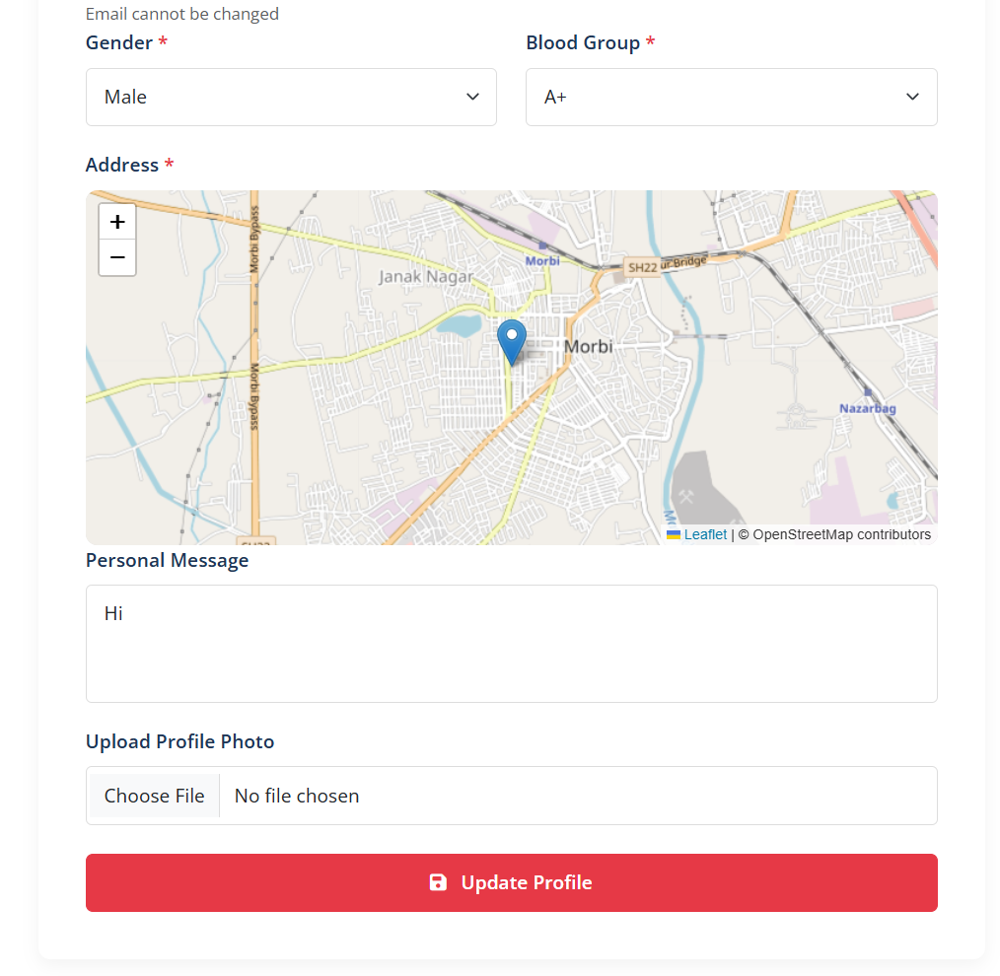 Email cannot be changed
Gender *
Blood Group *
Male
A+
Address *
+
−
Morbi Bypass
Janak Nagar
Morbi
SH22
ur Bridge
Morbi
Morbi Bypass
Nazarbag
Leaflet | © OpenStreetMap contributors
Personal Message
Hi
Upload Profile Photo
Choose File
No file chosen
Update Profile